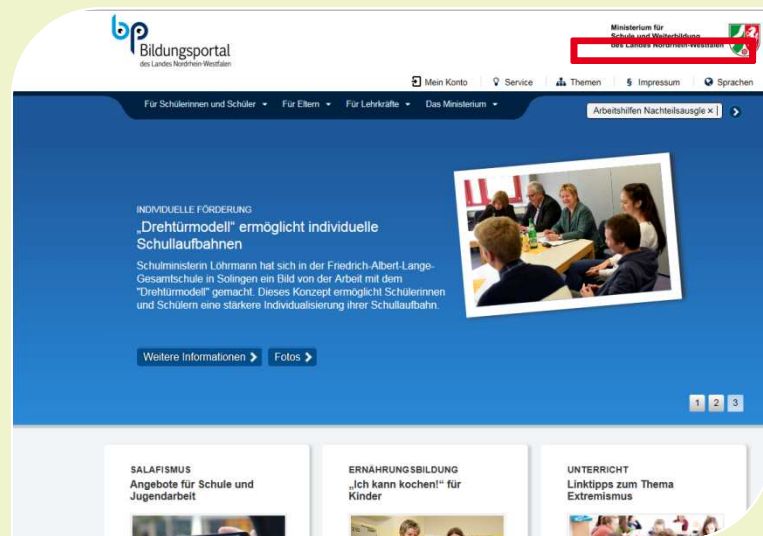 bp
Bildungsportal
des Landes Nordrhein-Westfalen
Ministerium für
Schule und Weiterbildung
des Landes Nordrhein-Westfalen
Mein Konto Service Themen § Impressum Sprachen
Für Schülerinnen und Schüler Für Eltern Für Lehrkräfte Das Ministerium
Arbeitshilfen Nachteilsausgle ×
INDIVIDUELLE FÖRDERUNG
„Drehtürmodell" ermöglicht individuelle
Schullaufbahnen
Schulministerin Löhrmann hat sich in der Friedrich-Albert-Lange-
Gesamtschule in Solingen ein Bild von der Arbeit mit dem
"Drehtürmodell" gemacht. Dieses Konzept ermöglicht Schülerinnen
und Schülern eine stärkere Individualisierung ihrer Schullaufbahn.
Weitere Informationen Fotos
1 2 3
SALAFISMUS
Angebote für Schule und
Jugendarbeit
ERNÄHRUNGSBILDUNG
„Ich kann kochen!" für
Kinder
UNTERRICHT
Linktipps zum Thema
Extremismus